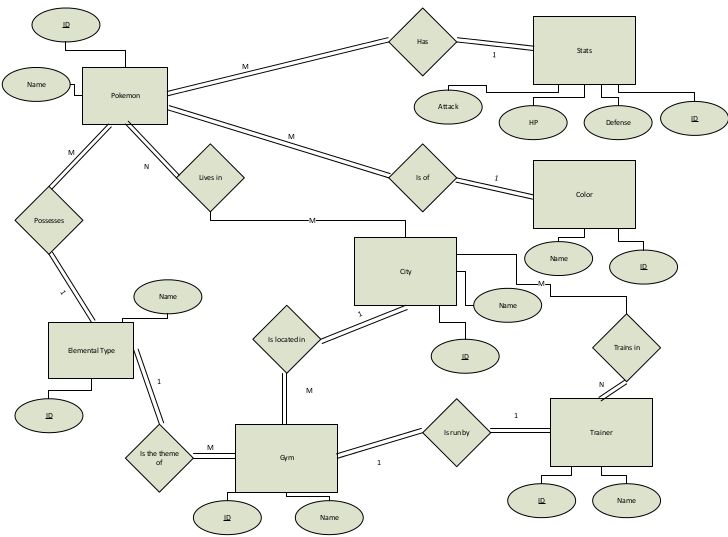 ID
Has
M
1
Stats
Name
Pokemon
Attack
HP
Defense
ID
M
M
N
Lives in
Is of
1
Color
Possesses
M
Name
ID
City
M
1
Name
1
Name
Is located in
Trains in
Elemental Type
ID
1
M
N
ID
1
Is the theme
of
M
Gym
1
Is run by
Trainer
ID
Name
ID
Name